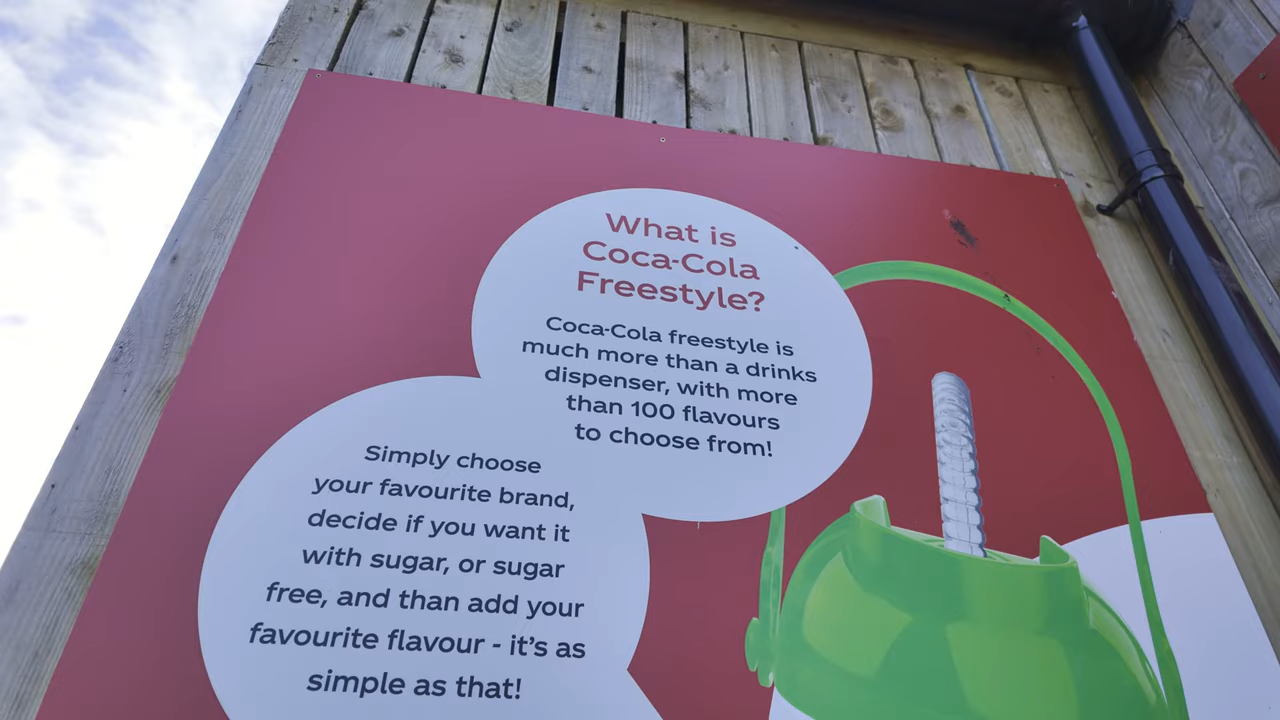 What is
Coca-Cola
Freestyle?
Coca-Cola freestyle is
much more than a drinks
dispenser, with more
than 100 flavours
to choose from!
Simply choose
your favourite brand,
decide if you want it
with sugar, or sugar
free, and than add your
favourite flavour - it's as
simple as that!